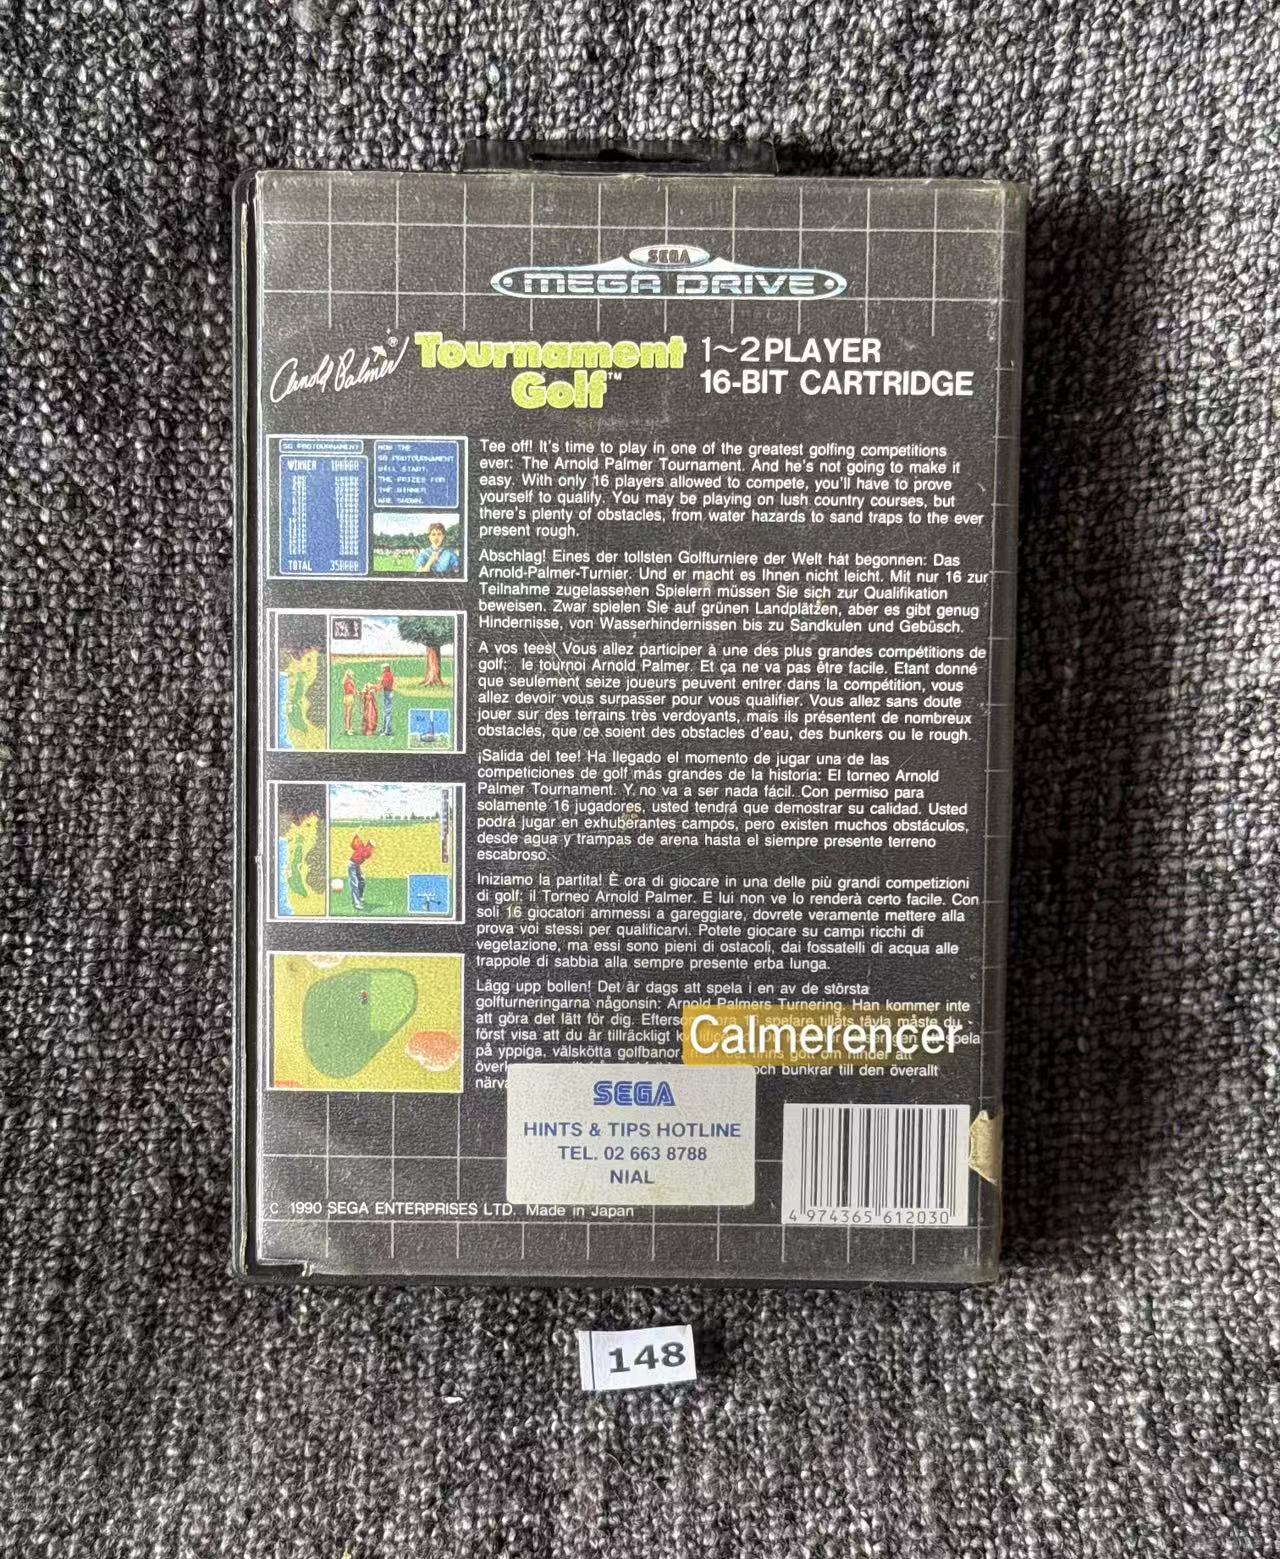 SEGA
MEGA DRIVE
Arnold Palmer®
Tournament
Golf™
1~2 PLAYER
16-BIT CARTRIDGE
WINNER
TOTAL
Tee off! It's time to play in one of the greatest golfing competitions
ever: The Arnold Palmer Tournament. And he's not going to make it
easy. With only 16 players allowed to compete, you'll have to prove
yourself to qualify. You may be playing on lush country courses, but
there's plenty of obstacles, from water hazards to sand traps to the ever
present rough.
Abschlag! Eines der tollsten Golfturniere der Welt hat begonnen: Das
Arnold-Palmer-Turnier. Und er macht es Ihnen nicht leicht. Mit nur 16 zur
Teilnahme zugelassenen Spielern müssen Sie sich zur Qualifikation
beweisen. Zwar spielen Sie auf grünen Landplätzen, aber es gibt genug
Hindernisse, von Wasserhindernissen bis zu Sandkulen und Gebüsch.
A vos tees! Vous allez participer à une des plus grandes compétitions de
golf: le tournoi Arnold Palmer. Et ça ne va pas être facile. Etant donné
que seulement seize joueurs peuvent entrer dans la compétition, vous
allez devoir vous surpasser pour vous qualifier. Vous allez sans doute
jouer sur des terrains très verdoyants, mais ils présentent de nombreux
obstacles, que ce soient des obstacles d'eau, des bunkers ou le rough.
¡Salida del tee! Ha llegado el momento de jugar una de las
competiciones de golf más grandes de la historia: El torneo Arnold
Palmer Tournament. Y no va a ser nada fácil. Con permiso para
solamente 16 jugadores, usted tendrá que demostrar su calidad. Usted
podrá jugar en exhuberantes campos, pero existen muchos obstáculos,
desde agua y trampas de arena hasta el siempre presente terreno
escabroso.
Iniziamo la partita! È ora di giocare in una delle più grandi competizioni
di golf: il Torneo Arnold Palmer. E lui non ve lo renderà certo facile. Con
soli 16 giocatori ammessi a gareggiare, dovrete veramente mettere alla
prova voi stessi per qualificarvi. Potete giocare su campi ricchi di
vegetazione, ma essi sono pieni di ostacoli, dai fossatelli di acqua alle
trappole di sabbia alla sempre presente erba lunga.
Lägg upp bollen! Det är dags att spela i en av de största
golfturneringarna någonsin: Arnold Palmers Turnering. Han kommer inte
att göra det lätt för dig. spelare tillåts tävla måste du
först visa att du är tillräckligt spela
på yppiga, välskötta golfbanor, men det finns gott om hinder att
och bunkrar till den överallt
Calmerencer
SEGA
HINTS & TIPS HOTLINE
TEL. 02 663 8788
NIAL
C 1990 SEGA ENTERPRISES LTD. Made in Japan
4 974365 612030
148